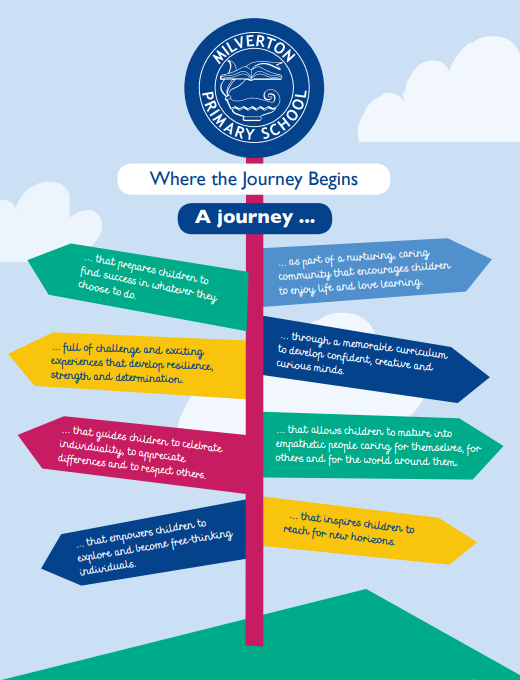 MILVERTON
PRIMARY SCHOOL
Where the Journey Begins
A journey ...
... that prepares children to
find success in whatever they
choose to do.
... as part of a nurturing, caring
community that encourages children
to enjoy life and love learning.
... full of challenge and exciting
experiences that develop resilience,
strength and determination.
... through a memorable curriculum
to develop confident, creative and
curious minds.
... that guides children to celebrate
individuality, to appreciate
differences and to respect others.
... that allows children to mature into
empathetic people caring for themselves, for
others and for the world around them.
... that empowers children to
explore and become free-thinking
individuals.
... that inspires children to
reach for new horizons.